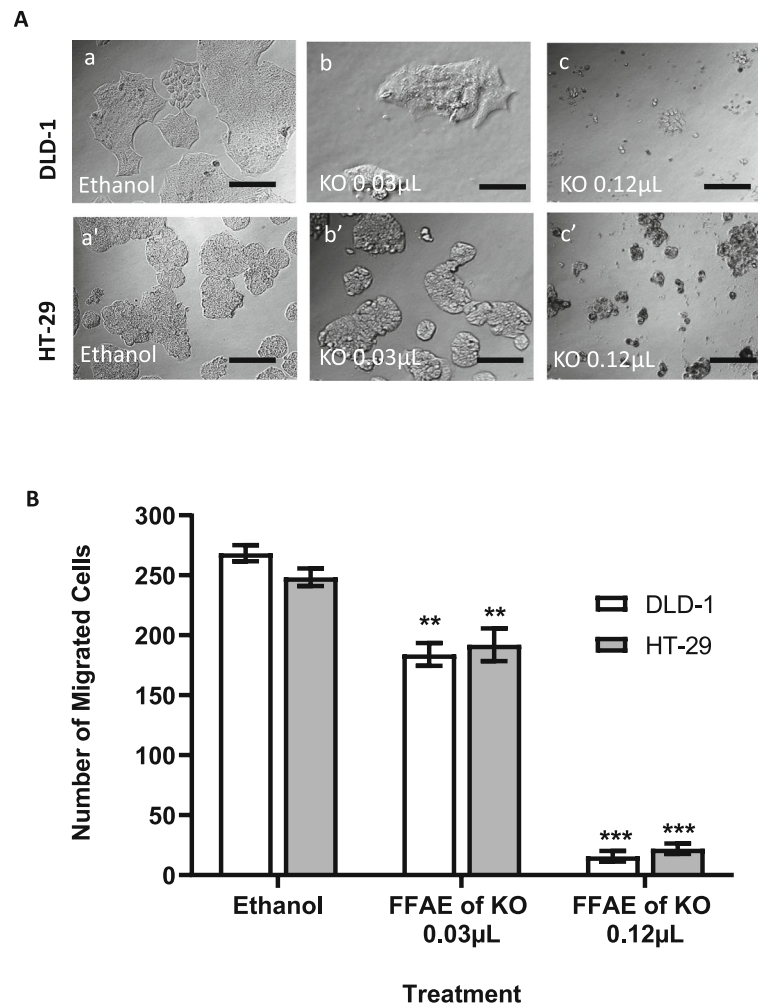 A
a
b
c
DLD-1
Ethanol
KO 0.03µL
KO 0.12µL
a'
b'
c'
HT-29
Ethanol
KO 0.03µL
KO 0.12µL
B
300
250
200
150
100
50
0
Number of Migrated Cells
** **
*** ***
DLD-1
HT-29
Ethanol
FFAE of KO
0.03µL
FFAE of KO
0.12µL
Treatment